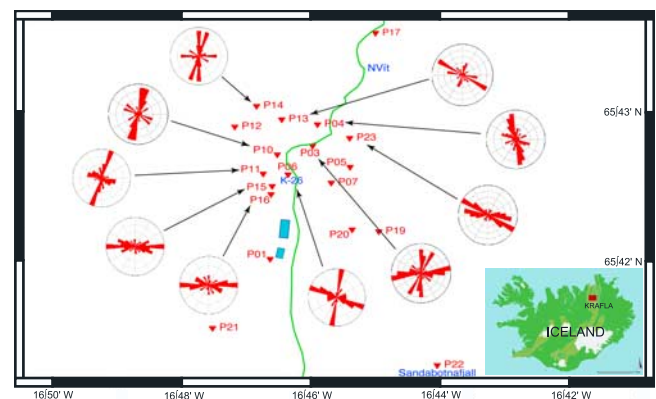 P17
NVit
P14
P13
P04
65|43' N
P12
P23
P10
P03
P05
P06
P11
K-26
P07
P15
P16
P20
P19
P01
65|42' N
KRAFLA
ICELAND
P21
P22
Sandabotnafjall
16|50' W
16|48' W
16|46' W
16|44' W
16|42' W